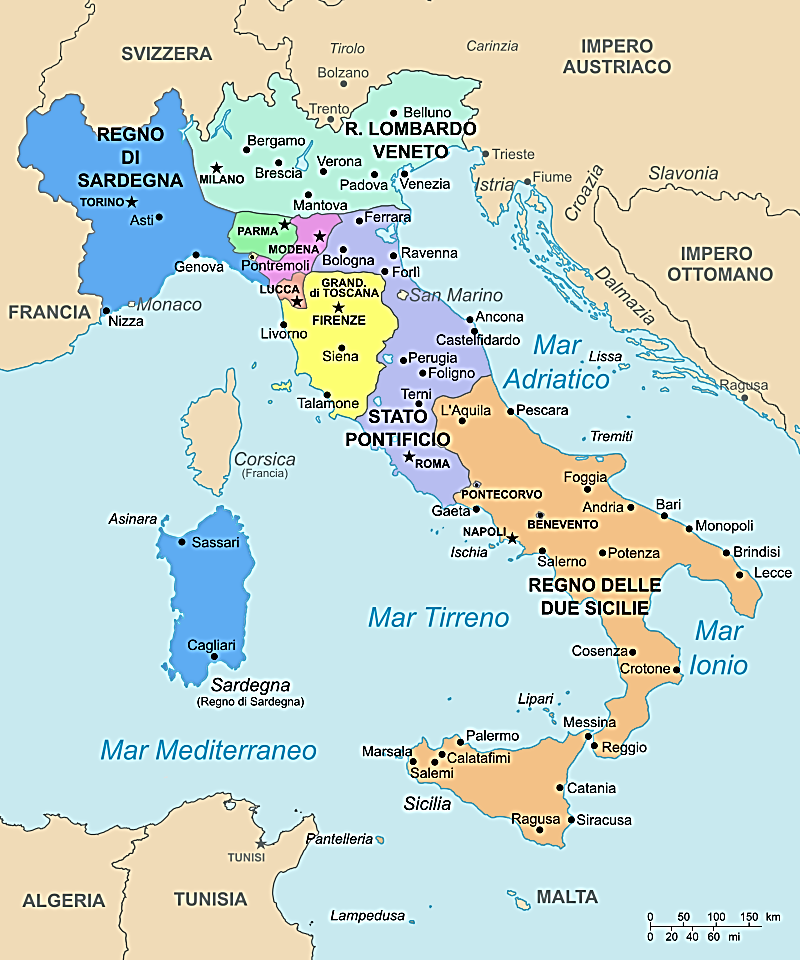 SVIZZERA
Tirolo
Bolzano
Carinzia
IMPERO
AUSTRIACO
Trento
Belluno
REGNO
DI
SARDEGNA
R. LOMBARDO
VENETO
Bergamo
Brescia
Verona
MILANO
Padova
Venezia
Mantova
Trieste
Istria
Fiume
Croazia
Slavonia
TORINO
Asti
PARMA
MODENA
Ferrara
Bologna
Ravenna
Forlì
IMPERO
OTTOMANO
Dalmazia
Genova
Pontremoli
LUCCA
GRAND.
di TOSCANA
FIRENZE
San Marino
FRANCIA
Monaco
Nizza
Livorno
Siena
Ancona
Castelfidardo
Perugia
Foligno
Mar
Adriatico
Lissa
Ragusa
Talamone
Terni
STATO
PONTIFICIO
L'Aquila
Pescara
Tremiti
ROMA
Corsica
(Francia)
PONTECORVO
Foggia
Gaeta
Andria
Bari
Asinara
Sassari
NAPOLI
BENEVENTO
Monopoli
Ischia
Salerno
Potenza
Brindisi
Lecce
REGNO DELLE
DUE SICILIE
Mar Tirreno
Mar
Ionio
Cagliari
Sardegna
(Regno di Sardegna)
Cosenza
Crotone
Lipari
Messina
Reggio
Mar Mediterraneo
Palermo
Marsala
Calatafimi
Salemi
Catania
Sicilia
Ragusa
Siracusa
Pantelleria
TUNISI
ALGERIA
TUNISIA
MALTA
Lampedusa
0 50 100 150 km
0 20 40 60 mi